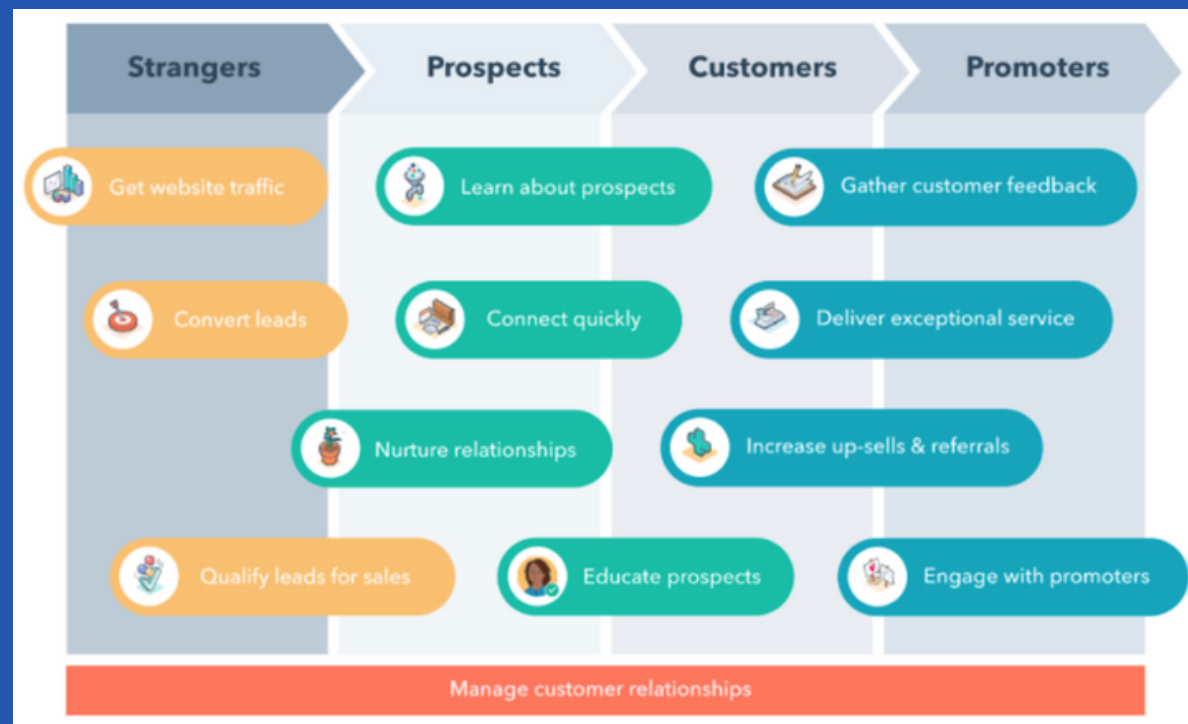 Strangers
Prospects
Customers
Promoters
Get website traffic
Learn about prospects
Gather customer feedback
Convert leads
Connect quickly
Deliver exceptional service
Nurture relationships
Increase up-sells & referrals
Qualify leads for sales
Educate prospects
Engage with promoters
Manage customer relationships